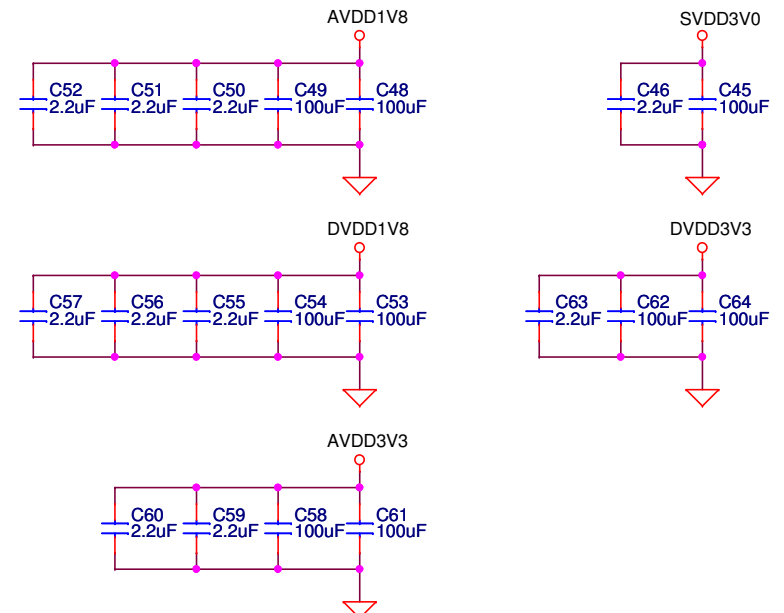 AVDD1V8
C52 C51 C50 C49 C48
2.2uF 2.2uF 2.2uF 100uF 100uF
SVDD3V0
C46 C45
2.2uF 100uF
DVDD1V8
C57 C56 C55 C54 C53
2.2uF 2.2uF 2.2uF 100uF 100uF
DVDD3V3
C63 C62 C64
2.2uF 100uF 100uF
AVDD3V3
C60 C59 C58 C61
2.2uF 2.2uF 100uF 100uF